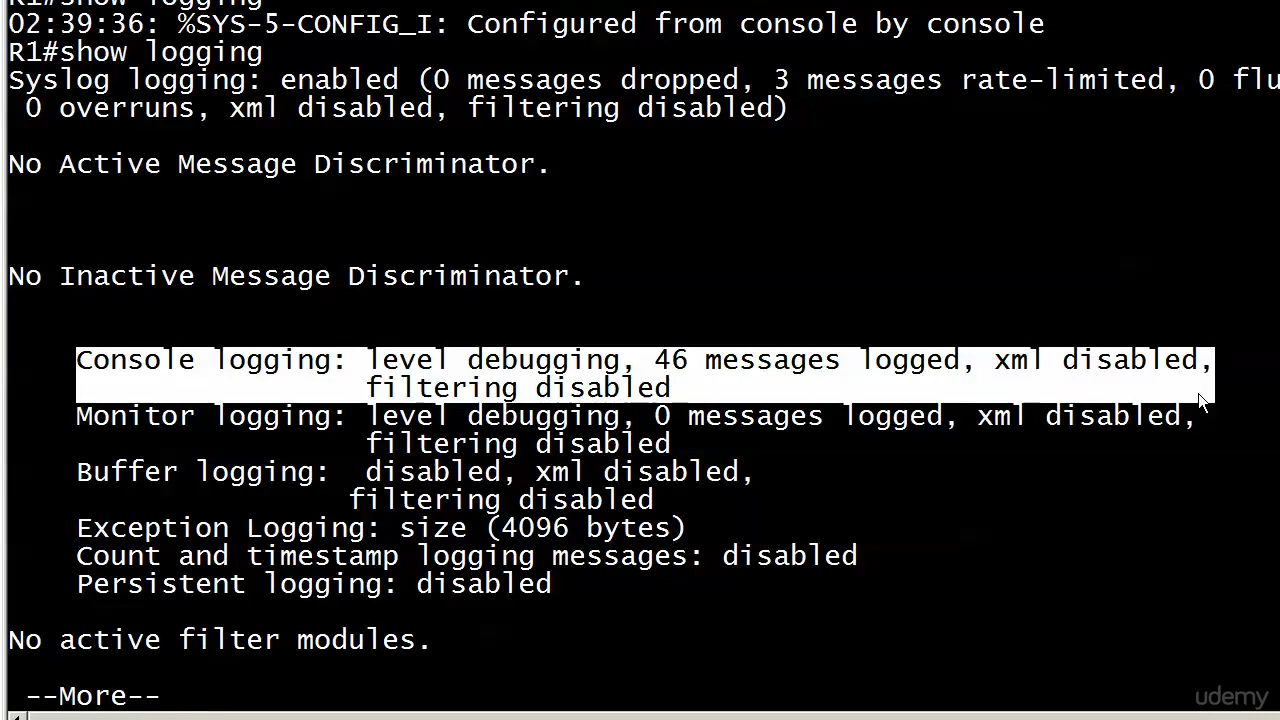 R1#show logging
02:39:36: %SYS-5-CONFIG_I: Configured from console by console
R1#show logging
Syslog logging: enabled (0 messages dropped, 3 messages rate-limited, 0 flu
0 overruns, xml disabled, filtering disabled)
No Active Message Discriminator.
No Inactive Message Discriminator.
Console logging: level debugging, 46 messages logged, xml disabled,
filtering disabled
Monitor logging: level debugging, 0 messages logged, xml disabled,
filtering disabled
Buffer logging:  disabled, xml disabled,
filtering disabled
Exception Logging: size (4096 bytes)
Count and timestamp logging messages: disabled
Persistent logging: disabled
No active filter modules.
--More--
udemy